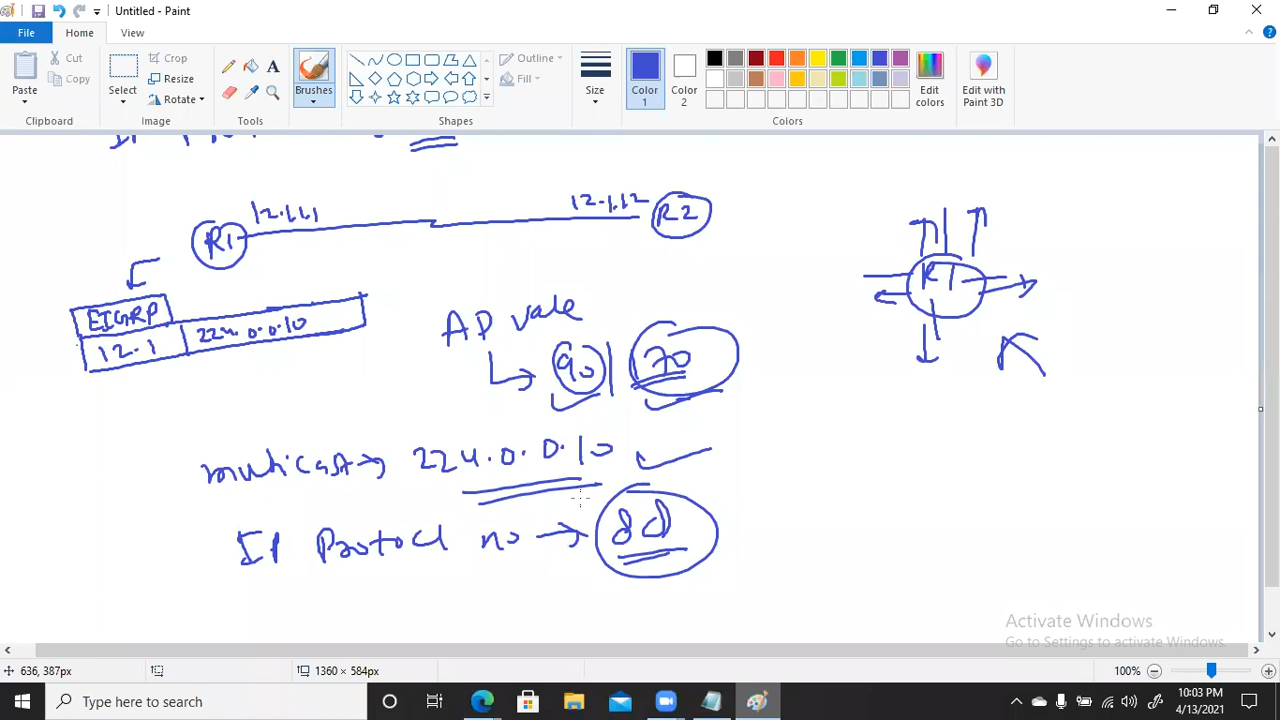 Untitled - Paint
File Home View
Paste
Cut
Copy
Clipboard
Select
Crop
Resize
Rotate
Image
A
Tools
Brushes
Shapes
Outline
Fill
Size
Color 1
Color 2
Colors
Edit colors
Edit with Paint 3D
12.1.1.1
12.1.1.2
R1
R2
R1
EIGRP
12.1
224.0.0.10
AD vale
90
multicast → 224.0.0.10
IP Protocl no →
Activate Windows
Go to Settings to activate Windows.
636, 387px
1360 × 584px
100%
Type here to search
10:03 PM
4/13/2021